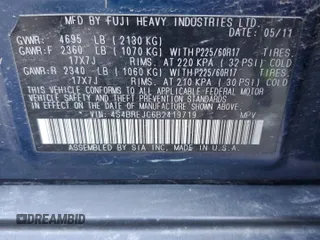 MFD BY FUJI HEAVY INDUSTRIES LTD. 05/11
GVWR: 4695 LB (2130 KG)
GAWR:F 2360 LB (1070 KG) WITH P225/60R17 TIRES,
17X7J RIMS, AT 220 KPA (32 PSI) COLD
GAWR:R 2340 LB (1060 KG) WITH P225/60R17 TIRES,
17X7J RIMS, AT 210 KPA (30 PSI) COLD
THIS VEHICLE CONFORMS TO ALL APPLICABLE FEDERAL MOTOR
VEHICLE SAFETY AND BUMPER STANDARDS IN EFFECT ON THE DATE
OF MANUFACTURE SHOWN ABOVE.
VIN: 4S4BREJC6B2419719 MPV
ASSEMBLED BY SIA INC. MADE IN U.S.A.
DREAMBID